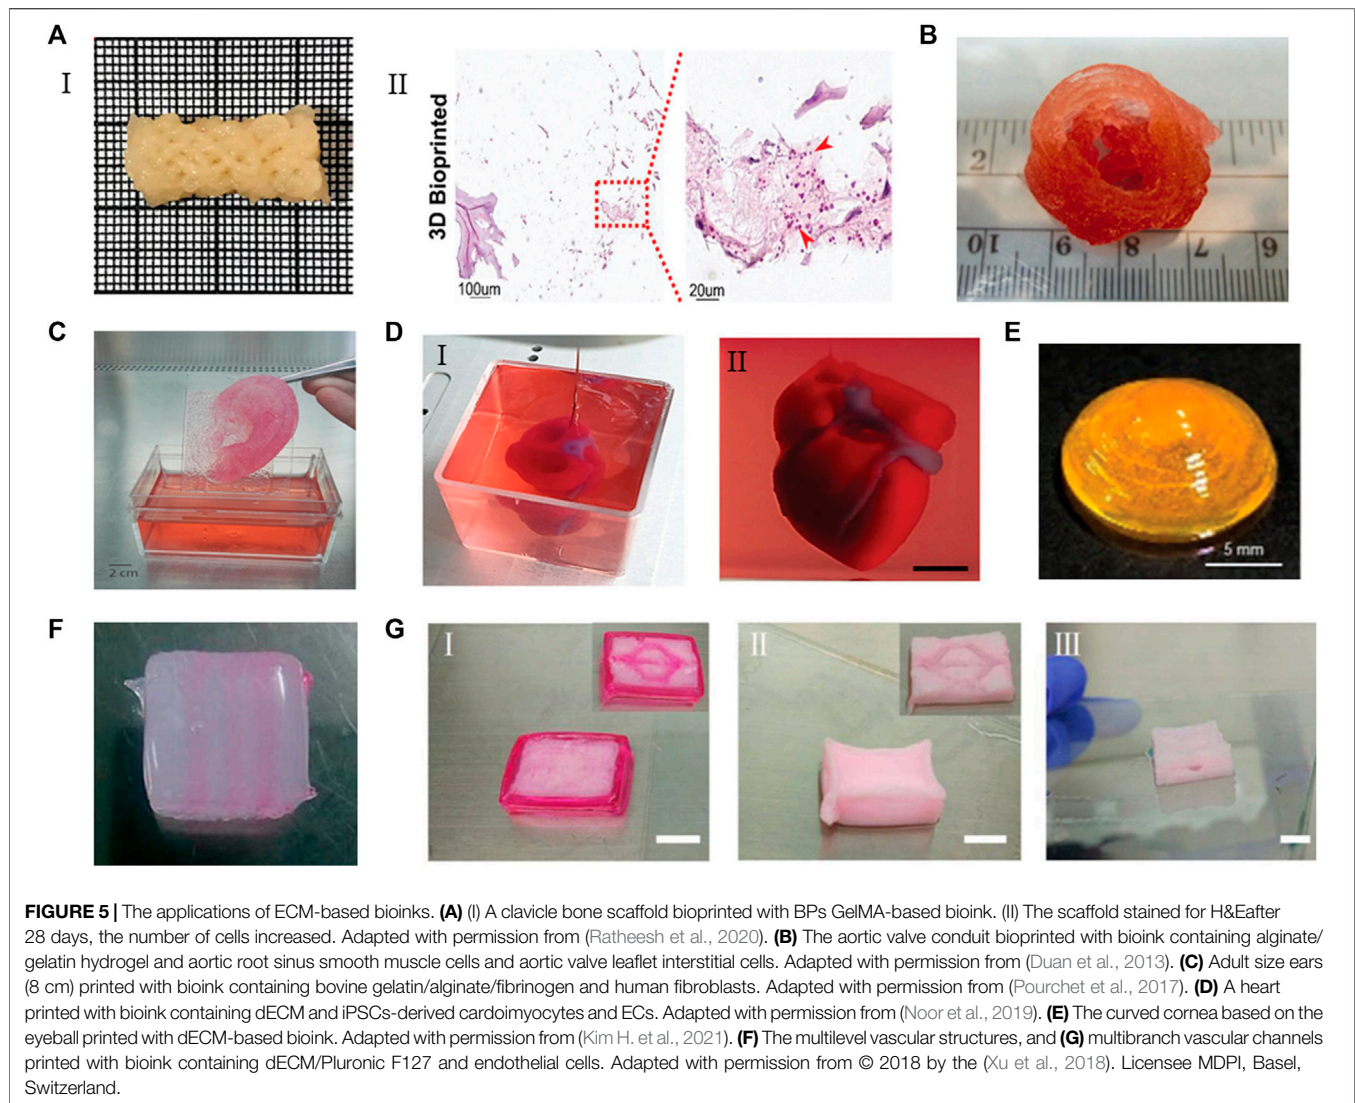 A
I
II
3D Bioprinted
100um
20um
B
2
10 9 8 7 6
C
2 cm
D
I
II
E
5 mm
F
G
I
II
III
FIGURE 5 | The applications of ECM-based bioinks. (A) (I) A clavicle bone scaffold bioprinted with BPs GelMA-based bioink. (II) The scaffold stained for H&Eafter
28 days, the number of cells increased. Adapted with permission from (Ratheesh et al., 2020). (B) The aortic valve conduit bioprinted with bioink containing alginate/
gelatin hydrogel and aortic root sinus smooth muscle cells and aortic valve leaflet interstitial cells. Adapted with permission from (Duan et al., 2013). (C) Adult size ears
(8 cm) printed with bioink containing bovine gelatin/alginate/fibrinogen and human fibroblasts. Adapted with permission from (Pourchet et al., 2017). (D) A heart
printed with bioink containing dECM and iPSCs-derived cardoimyocytes and ECs. Adapted with permission from (Noor et al., 2019). (E) The curved cornea based on the
eyeball printed with dECM-based bioink. Adapted with permission from (Kim H. et al., 2021). (F) The multilevel vascular structures, and (G) multibranch vascular channels
printed with bioink containing dECM/Pluronic F127 and endothelial cells. Adapted with permission from © 2018 by the (Xu et al., 2018). Licensee MDPI, Basel,
Switzerland.